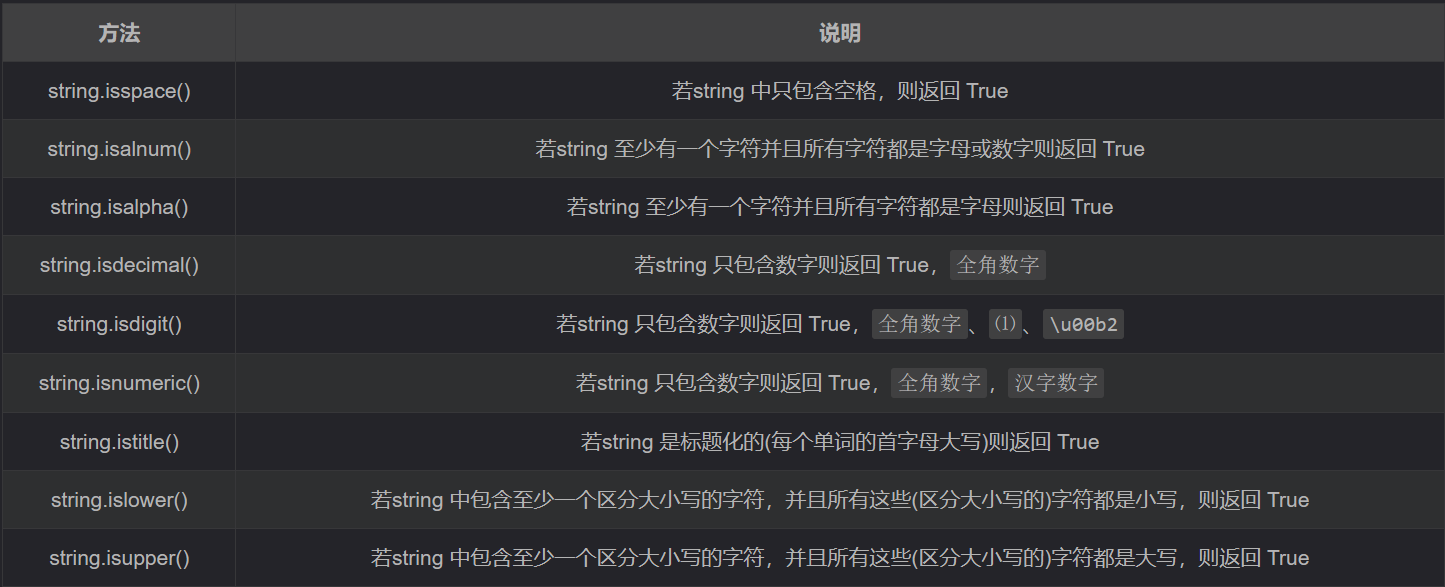 方法 说明
string.isspace() 若string 中只包含空格，则返回 True
string.isalnum() 若string 至少有一个字符并且所有字符都是字母或数字则返回 True
string.isalpha() 若string 至少有一个字符并且所有字符都是字母则返回 True
string.isdecimal() 若string 只包含数字则返回 True，全角数字
string.isdigit() 若string 只包含数字则返回 True，全角数字、⑴、\u00b2
string.isnumeric() 若string 只包含数字则返回 True，全角数字，汉字数字
string.istitle() 若string 是标题化的(每个单词的首字母大写)则返回 True
string.islower() 若string 中包含至少一个区分大小写的字符，并且所有这些(区分大小写的)字符都是小写，则返回 True
string.isupper() 若string 中包含至少一个区分大小写的字符，并且所有这些(区分大小写的)字符都是大写，则返回 True